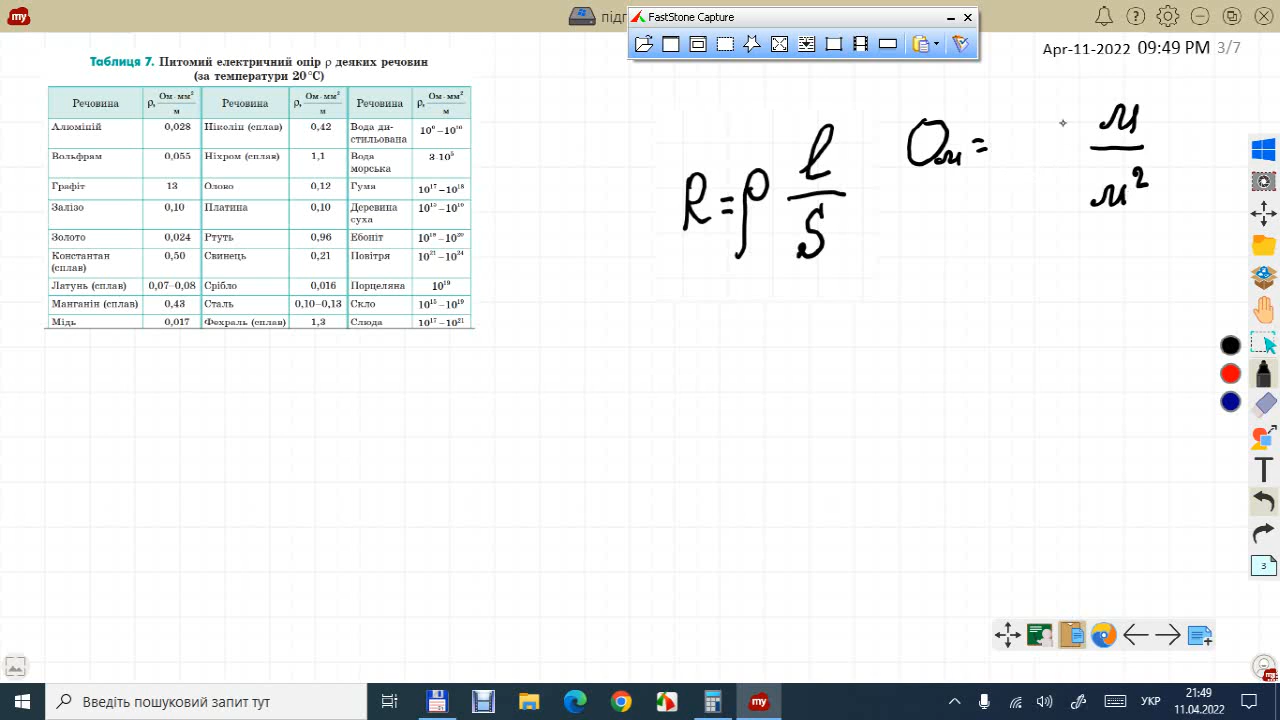 my
підг
FastStone Capture
Apr-11-2022 09:49 PM 3/7
Таблиця 7. Питомий електричний опір ρ деяких речовин
(за температури 20 °C)
Речовина ρ, Ом · мм²/м Речовина ρ, Ом · мм²/м Речовина ρ, Ом · мм²/м
Алюміній 0,028 Ніколін (сплав) 0,42 Вода дистильована
Вольфрам 0,055 Ніхром (сплав) 1,1 Вода морська 3·10⁵
Графіт 13 Олово 0,12 Гума 10¹⁷–10¹⁸
Залізо 0,10 Платина 0,10 Деревина суха
Золото 0,024 Ртуть 0,96 Ебоніт 10¹⁸–10²⁰
Константан (сплав) 0,50 Свинець 0,21 Повітря 10²¹–10²⁴
Латунь (сплав) 0,07–0,08 Срібло 0,016 Порцеляна 10¹⁹
Манганін (сплав) 0,43 Сталь 0,10–0,13 Скло 10¹⁵–10¹⁹
Мідь 0,017 Фехраль (сплав) 1,3 Слюда 10¹⁷–10²¹
R = ρ l/S
Ом = м/м²
T
3
Введіть пошуковий запит тут
my
УКР
21:49
11.04.2022